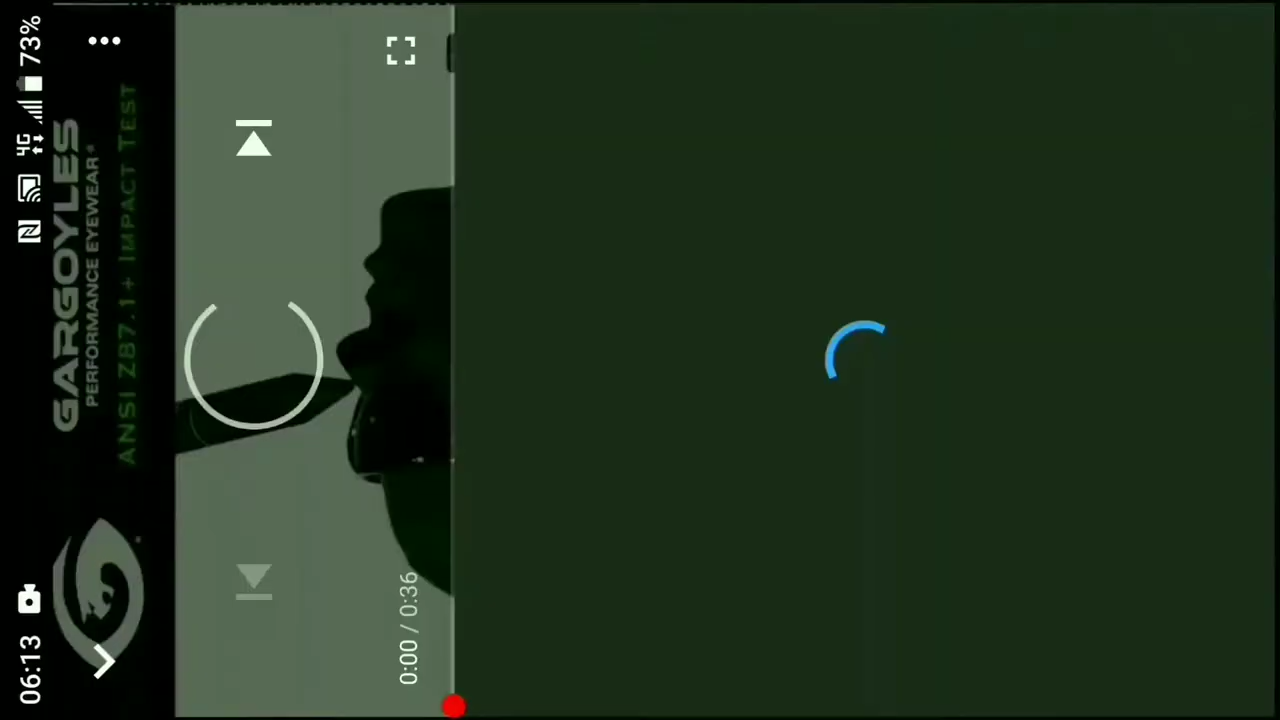 06:13
4G
73%
GARGOYLES
PERFORMANCE EYEWEAR®
ANSI Z87.1+ IMPACT TEST
0:00 / 0:36